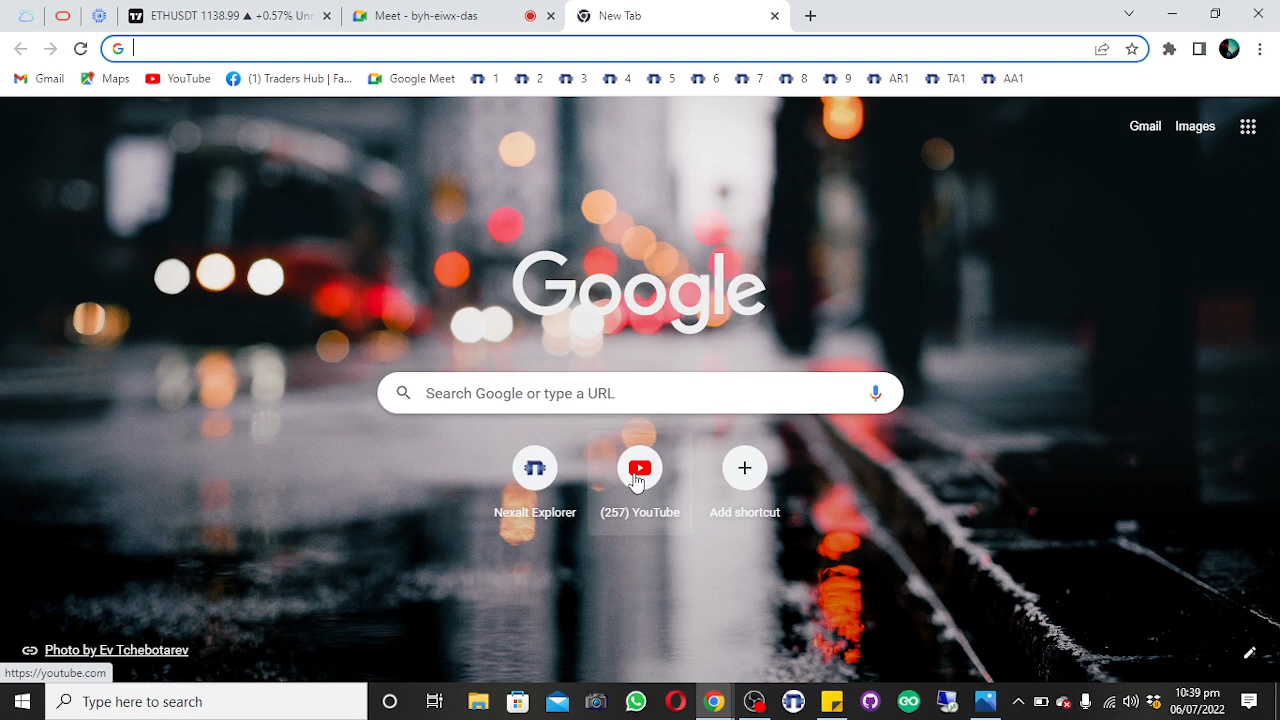 ETHUSDT 1138.99 ▲ +0.57% Unr
Meet - byh-eiwx-das
New Tab
Gmail
Maps
YouTube
(1) Traders Hub | Fa...
Google Meet
1
2
3
4
5
6
7
8
9
AR1
TA1
AA1
Gmail Images
Google
Search Google or type a URL
Nexalt Explorer
(257) YouTube
Add shortcut
Photo by Ev Tchebotarev
https://youtube.com
Type here to search
10:39 pm
06/07/2022